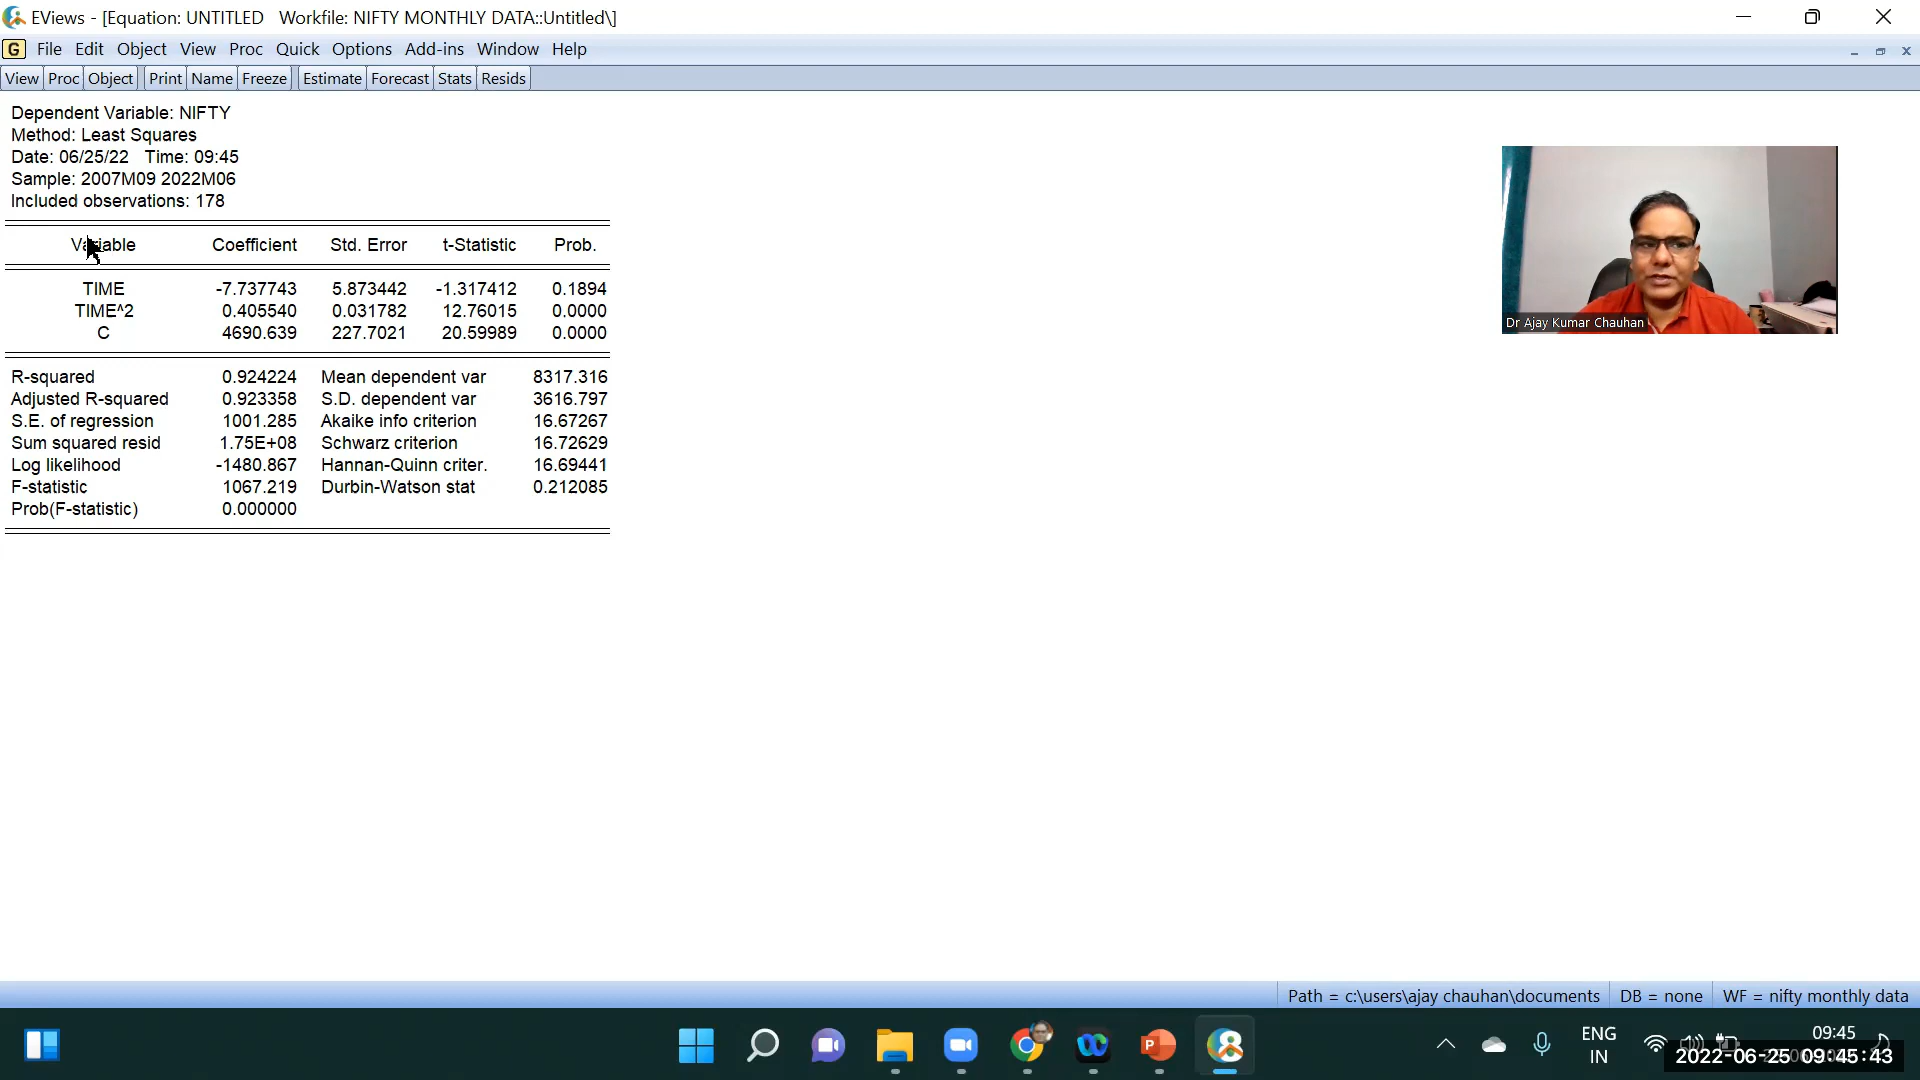 EViews - [Equation: UNTITLED   Workfile: NIFTY MONTHLY DATA::Untitled\]
G File Edit Object View Proc Quick Options Add-ins Window Help
View Proc Object Print Name Freeze Estimate Forecast Stats Resids
Dependent Variable: NIFTY
Method: Least Squares
Date: 06/25/22   Time: 09:45
Sample: 2007M09 2022M06
Included observations: 178
Variable Coefficient Std. Error t-Statistic Prob.
TIME -7.737743 5.873442 -1.317412 0.1894
TIME^2 0.405540 0.031782 12.76015 0.0000
C 4690.639 227.7021 20.59989 0.0000
R-squared 0.924224 Mean dependent var 8317.316
Adjusted R-squared 0.923358 S.D. dependent var 3616.797
S.E. of regression 1001.285 Akaike info criterion 16.67267
Sum squared resid 1.75E+08 Schwarz criterion 16.72629
Log likelihood -1480.867 Hannan-Quinn criter. 16.69441
F-statistic 1067.219 Durbin-Watson stat 0.212085
Prob(F-statistic) 0.000000
Dr Ajay Kumar Chauhan
Path = c:\users\ajay chauhan\documents DB = none WF = nifty monthly data
ENG
IN
09:45
2022-06-25 09:45:43